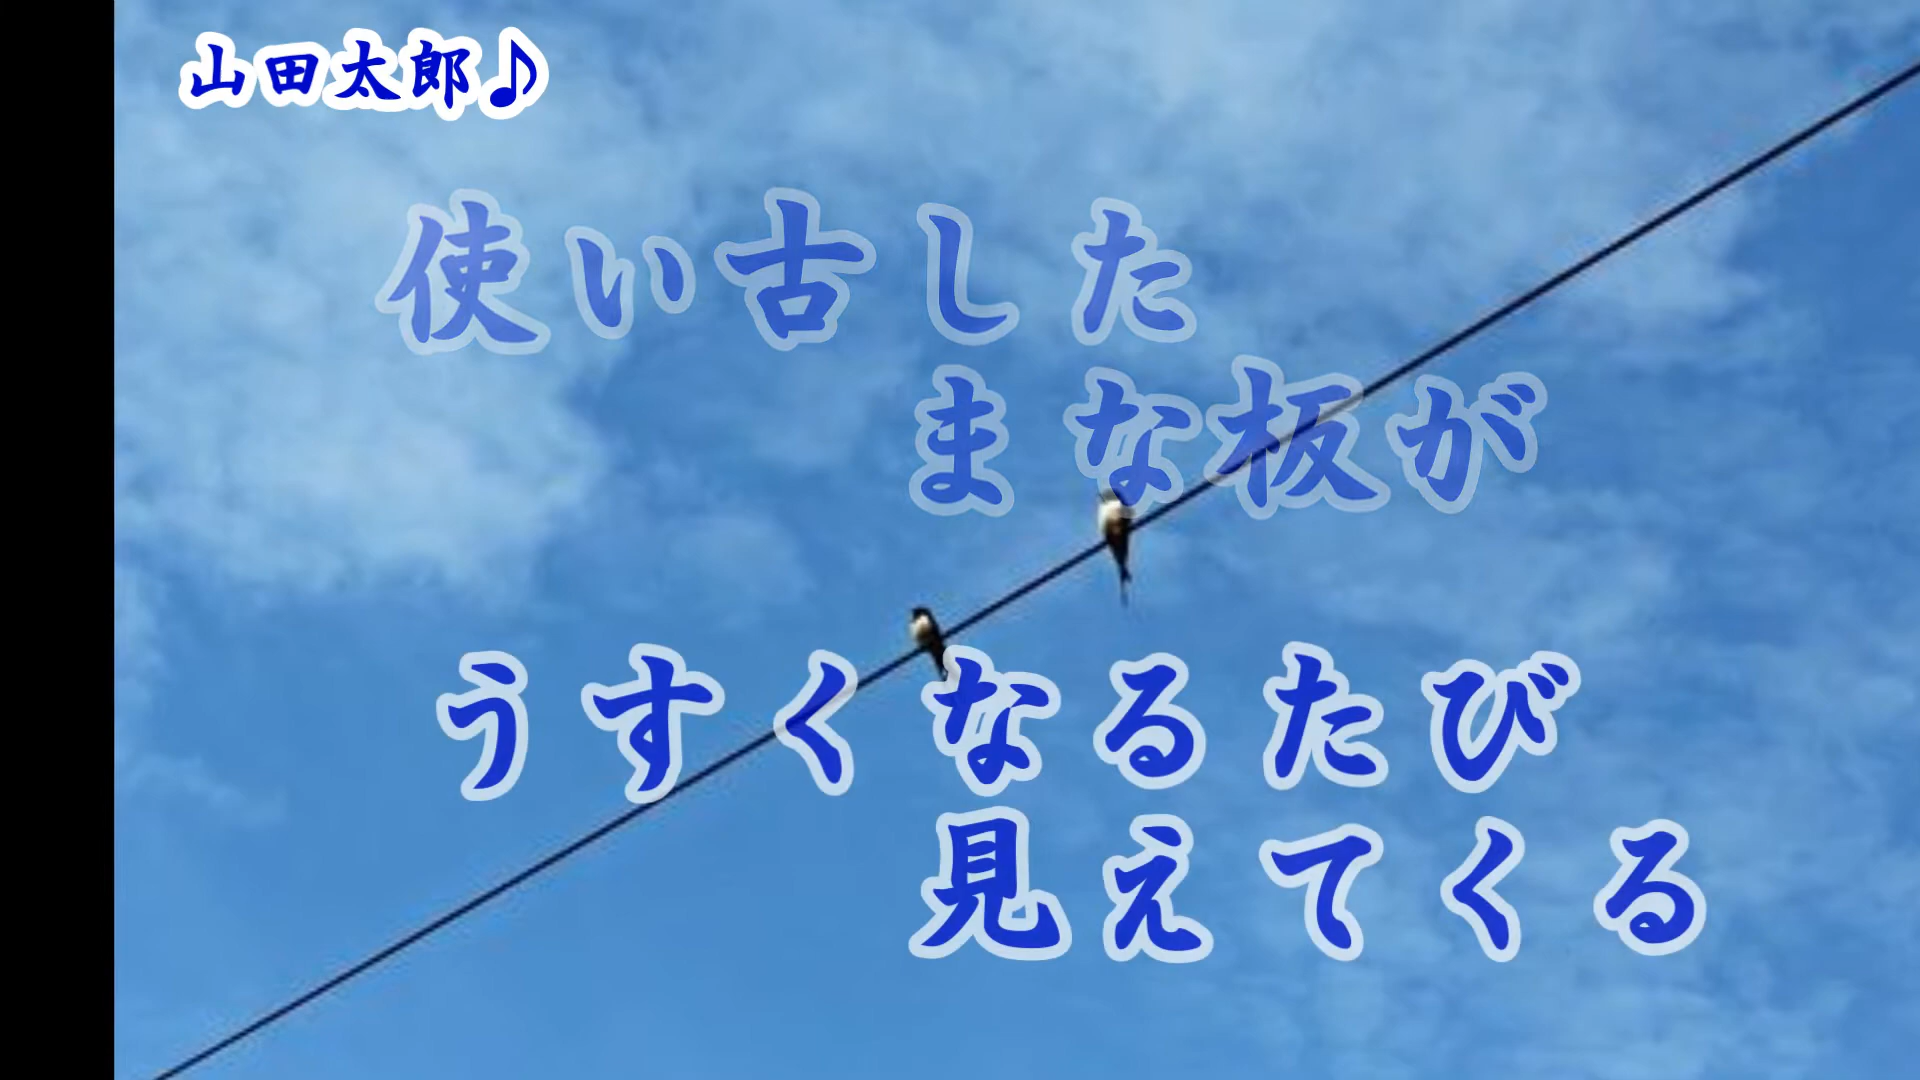 山田太郎♪
使い古した
まな板が
うすくなるたび
見えてくる